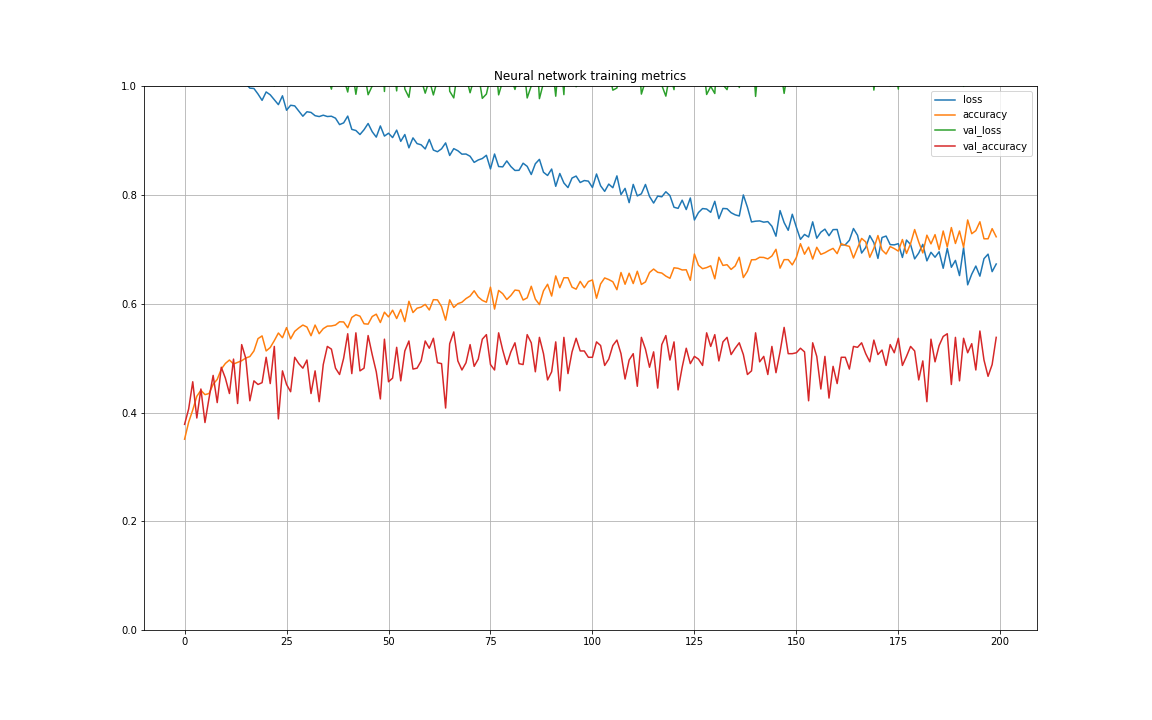 Neural network training metrics
1.0
0.8
0.6
0.4
0.2
0.0
0 25 50 75 100 125 150 175 200
loss
accuracy
val_loss
val_accuracy